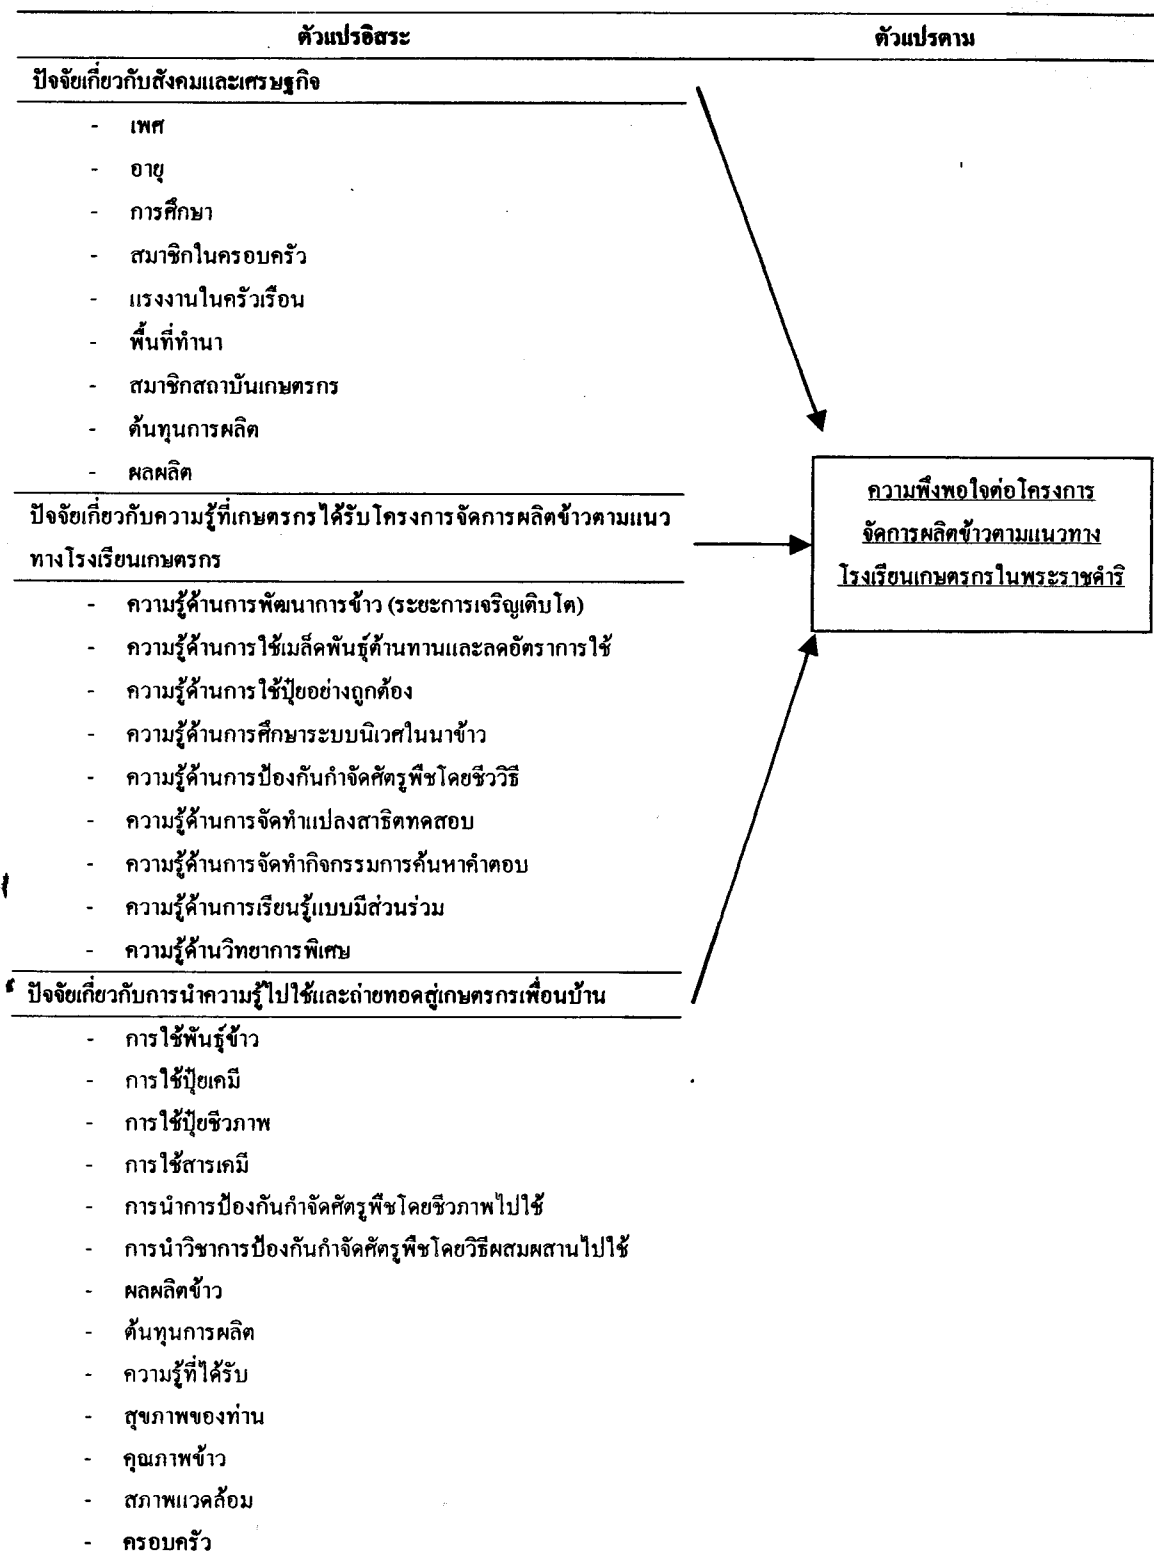 ตัวแปรอิสระ ตัวแปรตาม
ปัจจัยเกี่ยวกับสังคมและเศรษฐกิจ
- เพศ
- อายุ
- การศึกษา
- สมาชิกในครอบครัว
- แรงงานในครัวเรือน
- พื้นที่ทำนา
- สมาชิกสถาบันเกษตรกร
- ต้นทุนการผลิต
- ผลผลิต
ปัจจัยเกี่ยวกับความรู้ที่เกษตรกรได้รับโครงการจัดการผลิตข้าวตามแนว
ทางโรงเรียนเกษตรกร
- ความรู้ด้านการพัฒนาการข้าว (ระยะการเจริญเติบโต)
- ความรู้ด้านการใช้เมล็ดพันธุ์ต้านทานและลดอัตราการใช้
- ความรู้ด้านการใช้ปุ๋ยอย่างถูกต้อง
- ความรู้ด้านการศึกษาระบบนิเวศในนาข้าว
- ความรู้ด้านการป้องกันกำจัดศัตรูพืชโดยชีววิธี
- ความรู้ด้านการจัดทำแปลงสาธิตทดสอบ
- ความรู้ด้านการจัดทำกิจกรรมการค้นหาคำตอบ
- ความรู้ด้านการเรียนรู้แบบมีส่วนร่วม
- ความรู้ด้านวิทยาการพิเศษ
ปัจจัยเกี่ยวกับการนำความรู้ไปใช้และถ่ายทอดสู่เกษตรกรเพื่อนบ้าน
- การใช้พันธุ์ข้าว
- การใช้ปุ๋ยเคมี
- การใช้ปุ๋ยชีวภาพ
- การใช้สารเคมี
- การนำการป้องกันกำจัดศัตรูพืชโดยชีวภาพไปใช้
- การนำวิชาการป้องกันกำจัดศัตรูพืชโดยวิธีผสมผสานไปใช้
- ผลผลิตข้าว
- ต้นทุนการผลิต
- ความรู้ที่ได้รับ
- สุขภาพของท่าน
- คุณภาพข้าว
- สภาพแวดล้อม
- ครอบครัว
ความพึงพอใจต่อโครงการ
จัดการผลิตข้าวตามแนวทาง
โรงเรียนเกษตรกรในพระราชดำริ